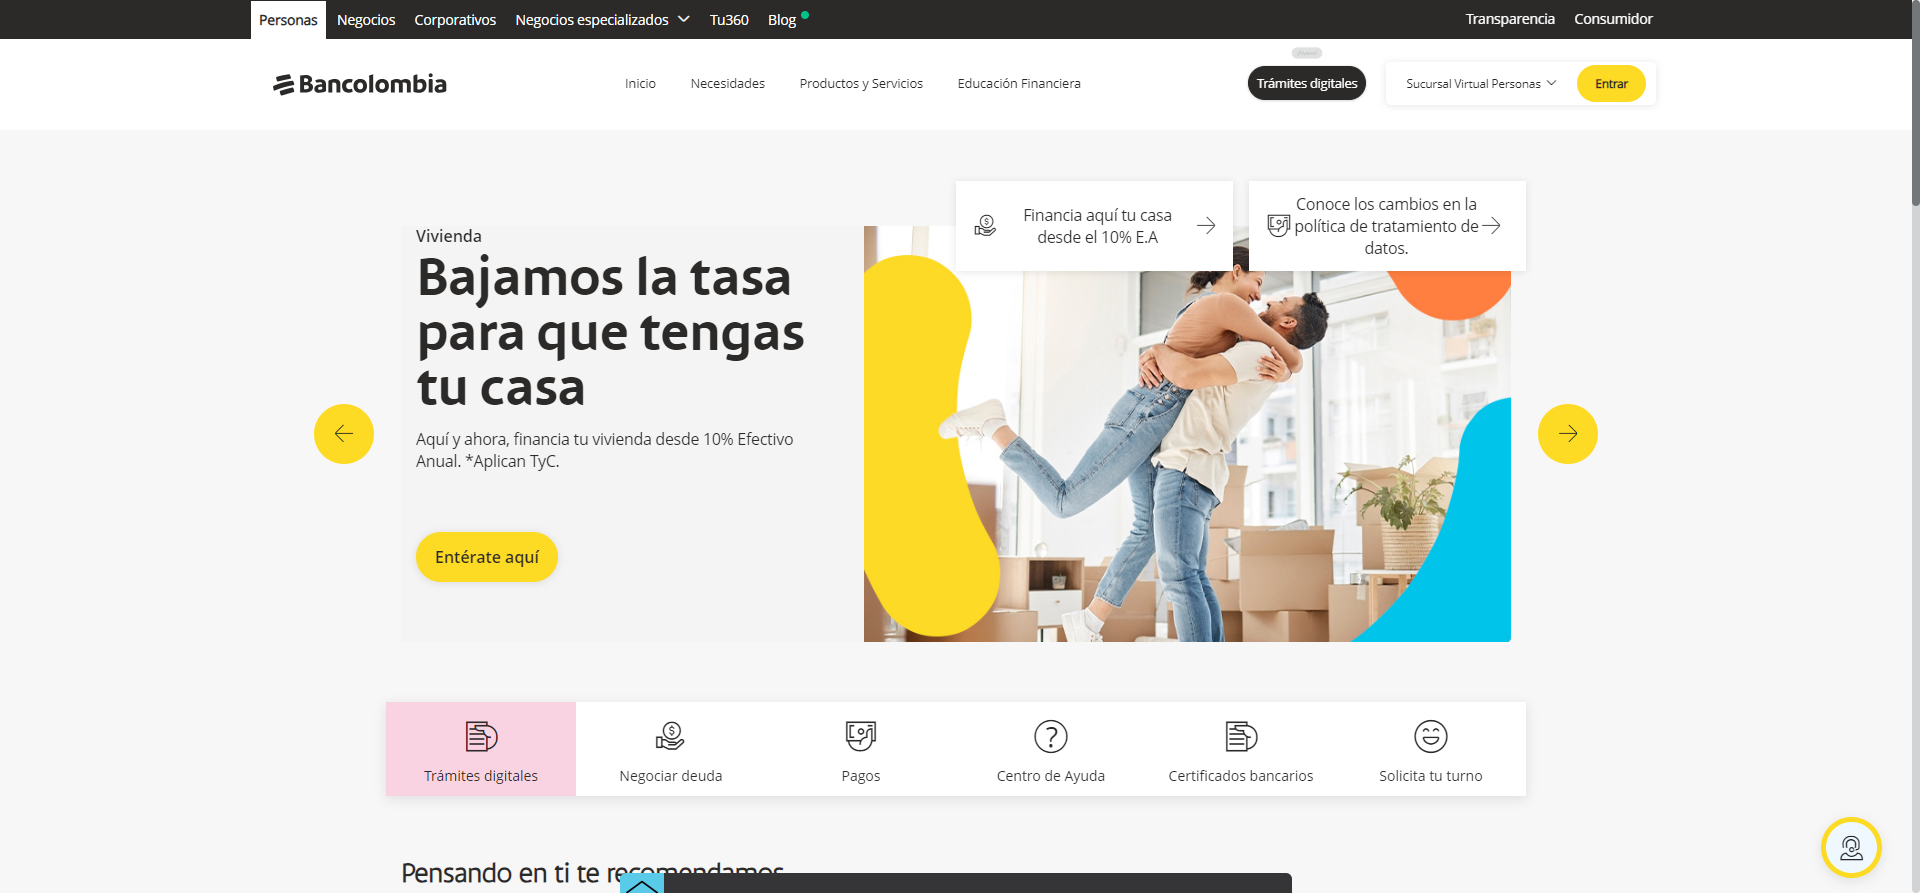 Personas
Negocios
Corporativos
Negocios especializados
Tu360
Blog
Transparencia
Consumidor
Bancolombia
Inicio
Necesidades
Productos y Servicios
Educación Financiera
Trámites digitales
Sucursal Virtual Personas
Entrar
Financia aquí tu casa
desde el 10% E.A
Conoce los cambios en la
política de tratamiento de
datos.
Vivienda
Bajamos la tasa
para que tengas
tu casa
Aquí y ahora, financia tu vivienda desde 10% Efectivo
Anual. *Aplican TyC.
Entérate aquí
Trámites digitales
Negociar deuda
Pagos
Centro de Ayuda
Certificados bancarios
Solicita tu turno
Pensando en ti te recomendamos